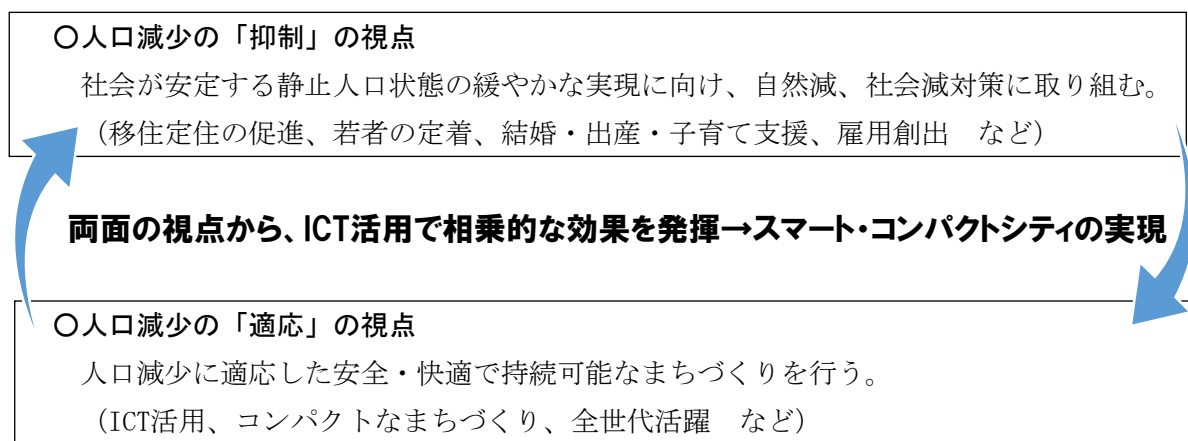 〇人口減少の「抑制」の視点
社会が安定する静止人口状態の緩やかな実現に向け、自然減、社会減対策に取り組む。
（移住定住の促進、若者の定着、結婚・出産・子育て支援、雇用創出　など）
両面の視点から、ICT活用で相乗的な効果を発揮→スマート・コンパクトシティの実現
〇人口減少の「適応」の視点
人口減少に適応した安全・快適で持続可能なまちづくりを行う。
（ICT活用、コンパクトなまちづくり、全世代活躍　など）